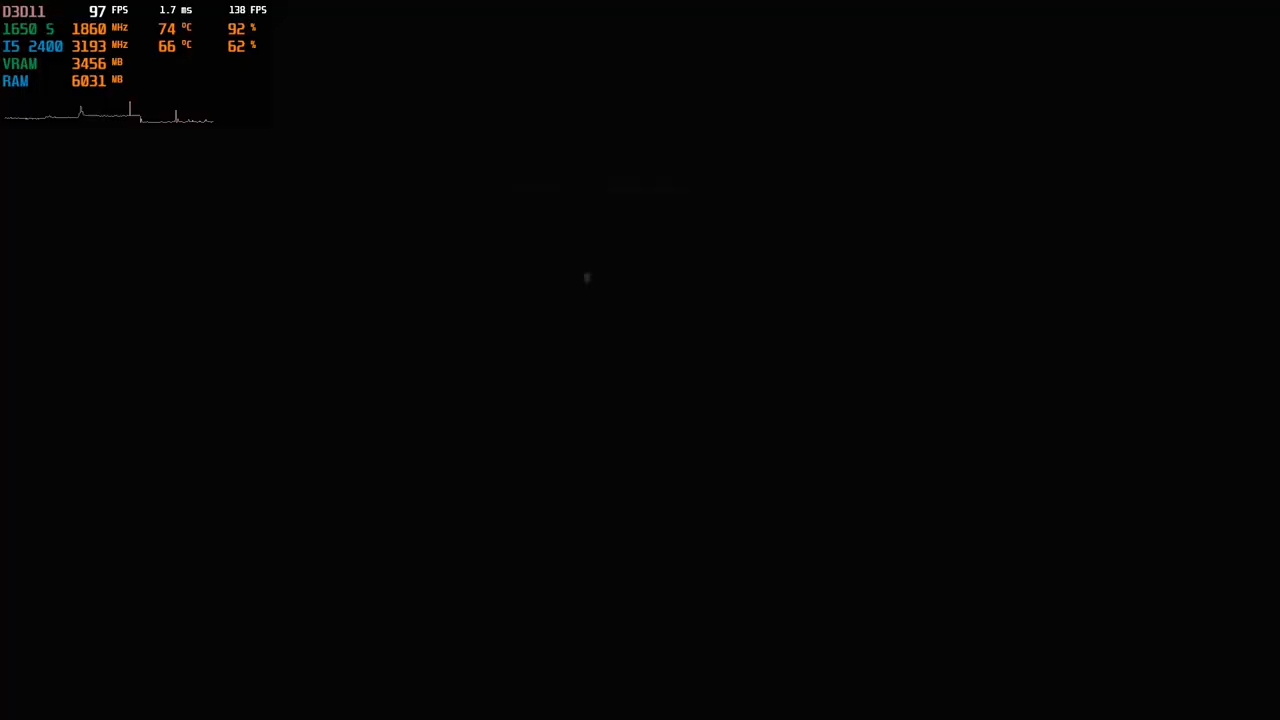 D3D11 97 FPS 1.7 ms 138 FPS
1650 S 1860 MHz 74 °C 92 %
I5 2400 3193 MHz 66 °C 62 %
VRAM 3456 MB
RAM 6031 MB